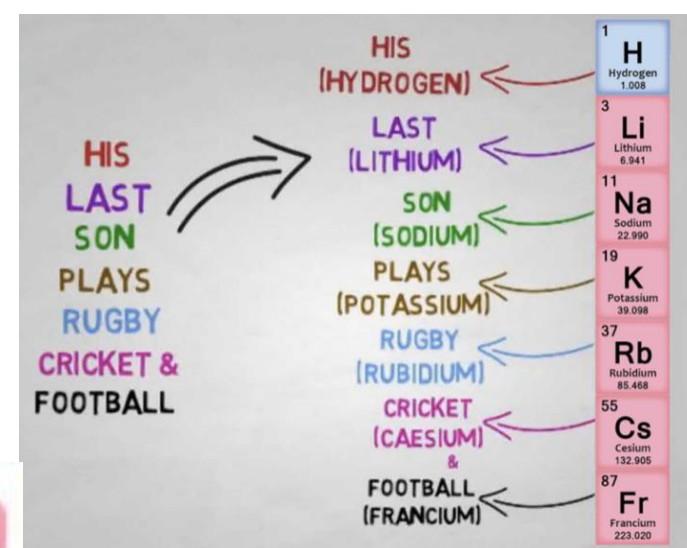 HIS
LAST
SON
PLAYS
RUGBY
CRICKET &
FOOTBALL
HIS
(HYDROGEN)
LAST
(LITHIUM)
SON
(SODIUM)
PLAYS
(POTASSIUM)
RUGBY
(RUBIDIUM)
CRICKET
(CAESIUM)
&
FOOTBALL
(FRANCIUM)
1
H
Hydrogen
1.008
3
Li
Lithium
6.941
11
Na
Sodium
22.990
19
K
Potassium
39.098
37
Rb
Rubidium
85.468
55
Cs
Cesium
132.905
87
Fr
Francium
223.020